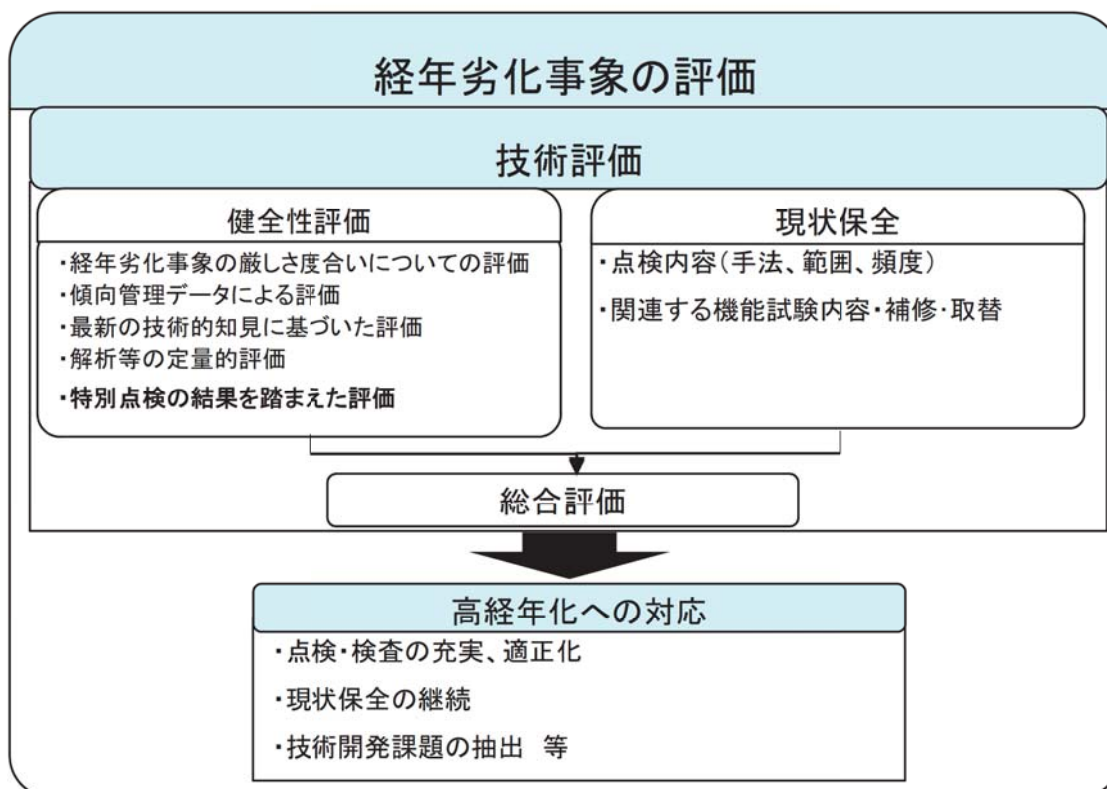 経年劣化事象の評価
技術評価
健全性評価
・経年劣化事象の厳しさ度合いについての評価
・傾向管理データによる評価
・最新の技術的知見に基づいた評価
・解析等の定量的評価
・特別点検の結果を踏まえた評価
現状保全
・点検内容（手法、範囲、頻度）
・関連する機能試験内容・補修・取替
総合評価
高経年化への対応
・点検・検査の充実、適正化
・現状保全の継続
・技術開発課題の抽出　等